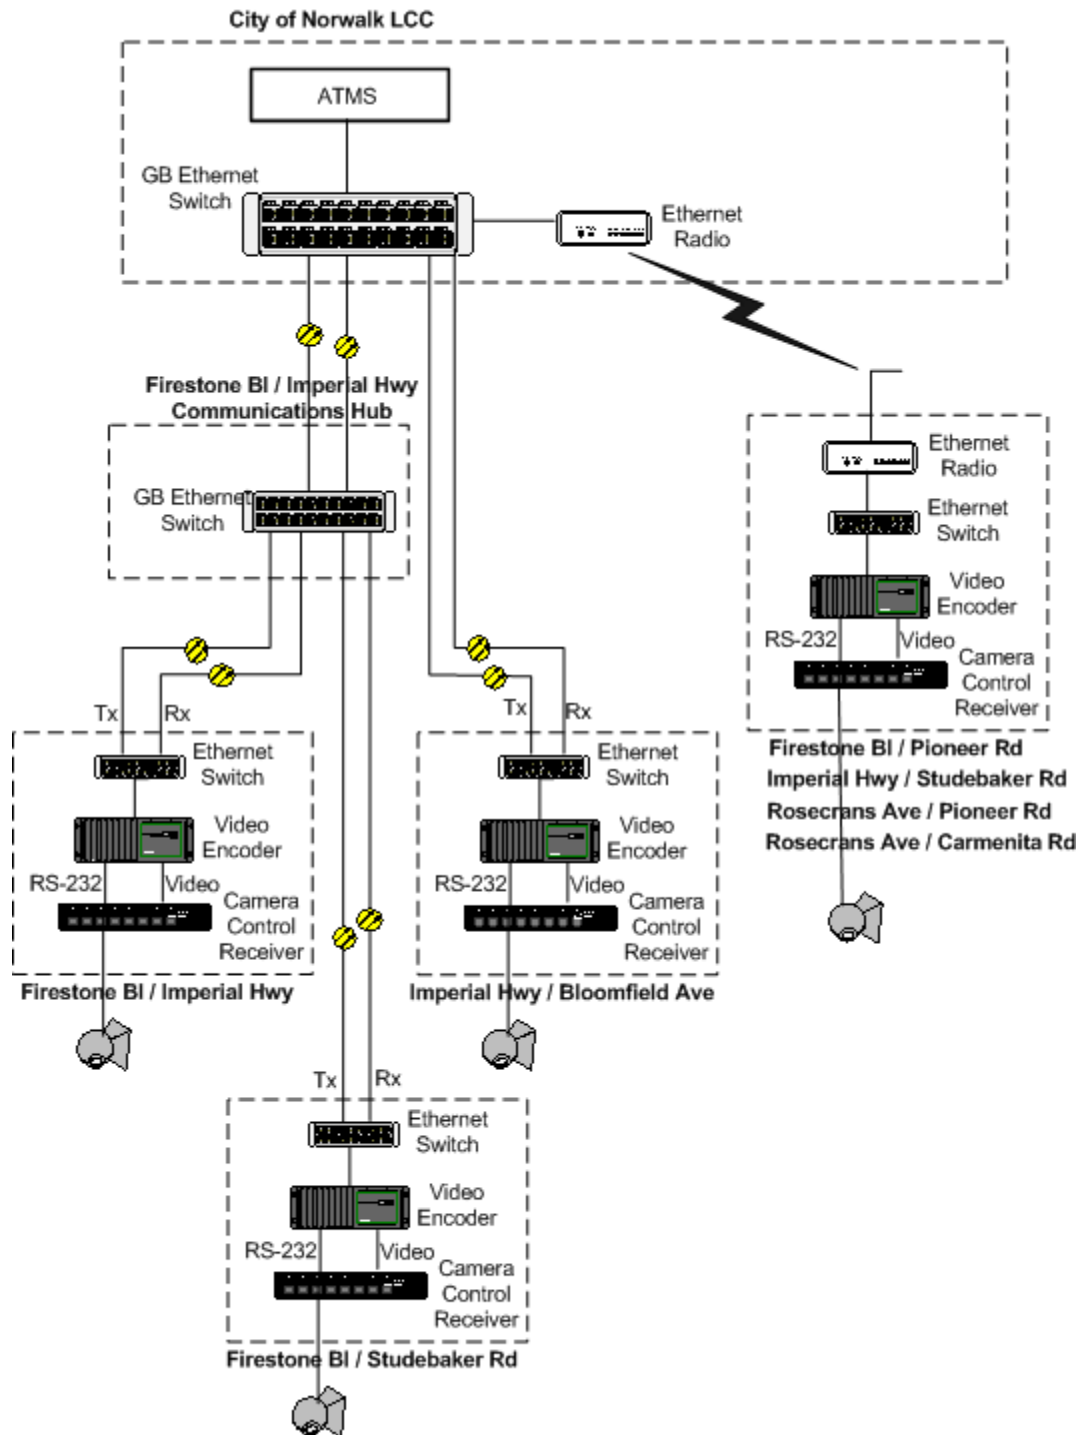 City of Norwalk LCC
ATMS
GB Ethernet
Switch
Ethernet
Radio
Firestone Bl / Imperial Hwy
Communications Hub
GB Ethernet
Switch
Ethernet
Radio
Ethernet
Switch
Video
Encoder
RS-232
Video
Camera
Control
Receiver
Firestone Bl / Pioneer Rd
Imperial Hwy / Studebaker Rd
Rosecrans Ave / Pioneer Rd
Rosecrans Ave / Carmenita Rd
Tx
Rx
Ethernet
Switch
Video
Encoder
RS-232
Video
Camera
Control
Receiver
Firestone Bl / Imperial Hwy
Tx
Rx
Ethernet
Switch
Video
Encoder
RS-232
Video
Camera
Control
Receiver
Imperial Hwy / Bloomfield Ave
Tx
Rx
Ethernet
Switch
Video
Encoder
RS-232
Video
Camera
Control
Receiver
Firestone Bl / Studebaker Rd